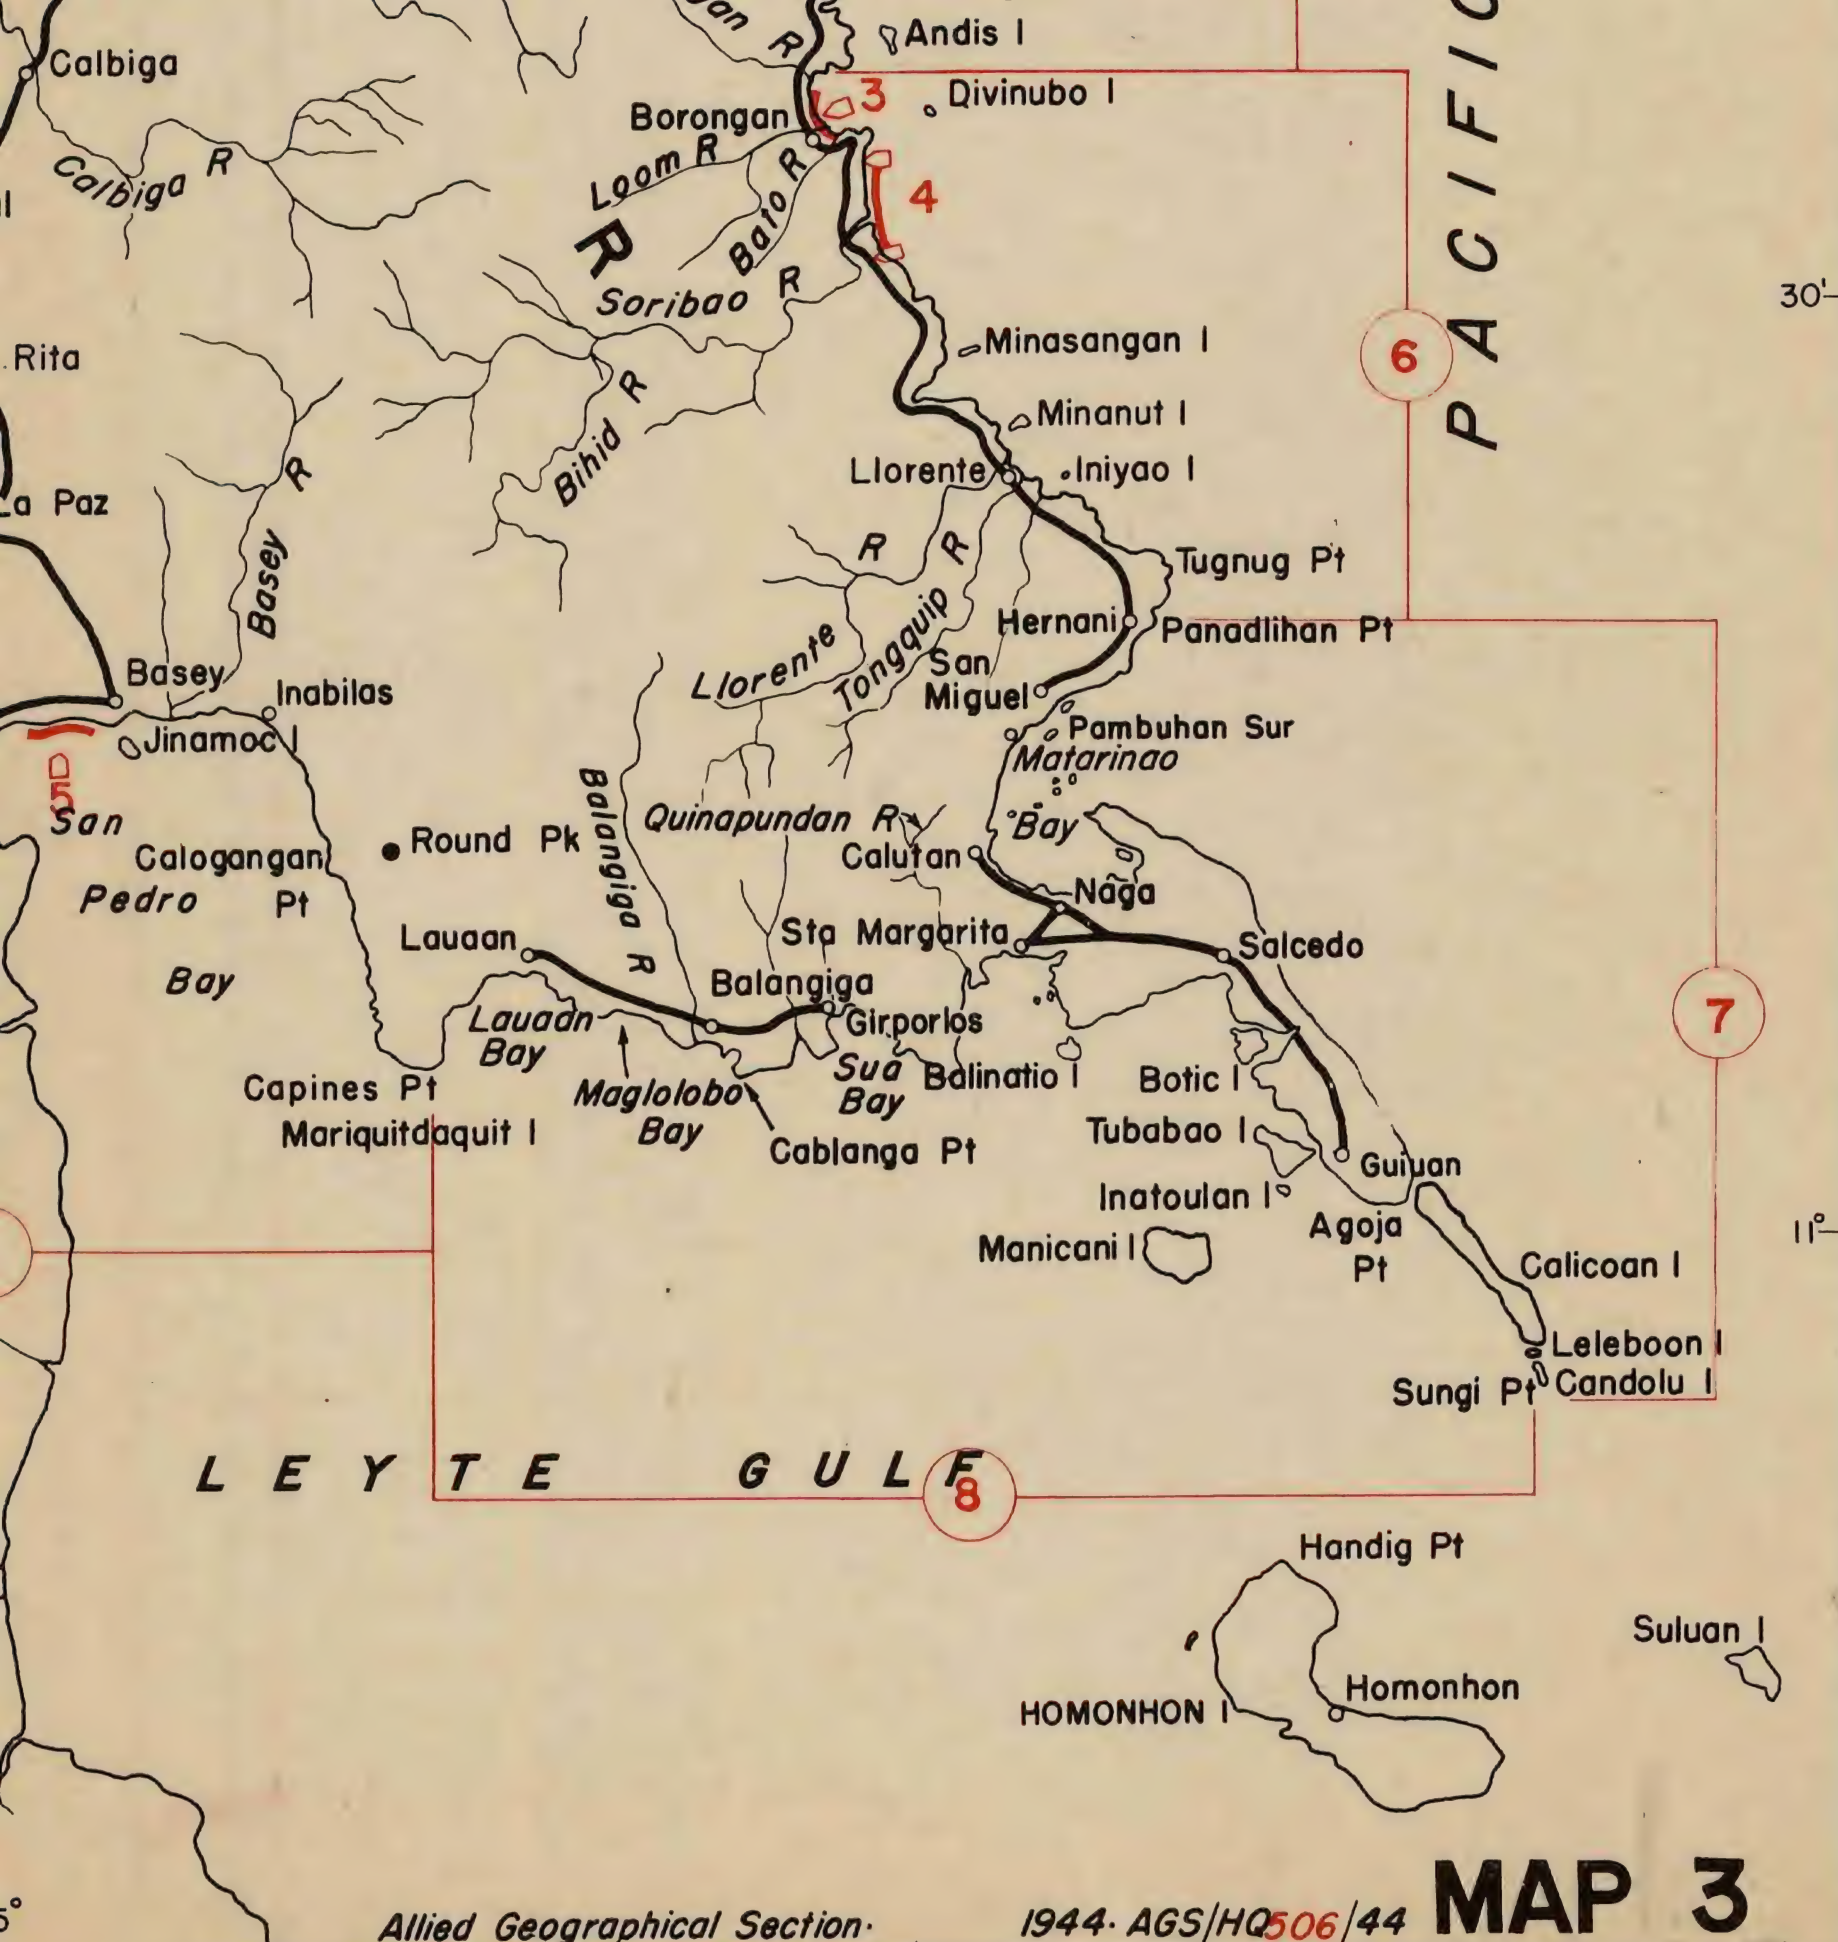 Andis I
R
Calbiga
Divinubo I
3
Borongan
Loom R
Bato R
Calbiga R
4
R
Soribao R
PACIFIC
30'
Minasangan I
6
Rita
Bihid R
Minanut I
Llorente
Iniyao I
La Paz
Basey R
Tugnug Pt
Llorente R
Tongquip R
Hernani
Panadlihan Pt
San
Miguel
Basey
Inabilas
Jinamoc I
Pambuhan Sur
Matarinao
Bay
5
San
Pedro
Bay
Balangiga R
Quinapundan R
Calutan
Round Pk
Calogangan
Pt
Naga
Sta Margarita
Lauaan
Salcedo
Balangiga
Girporlos
7
Lauaan
Bay
Sua
Bay
Balinatio I
Botic I
Capines Pt
Maglolobo
Bay
Mariquitdaquit I
Cablanga Pt
Tubabao I
Guiuan
Inatoulan I
Agoja
Pt
11°
Manicani I
Calicoan I
Leleboon I
Sungi Pt
Candolu I
LEYTE GULF
8
Handig Pt
Suluan I
Homonhon
HOMONHON I
MAP 3
Allied Geographical Section.
1944. AGS/HQ506/44